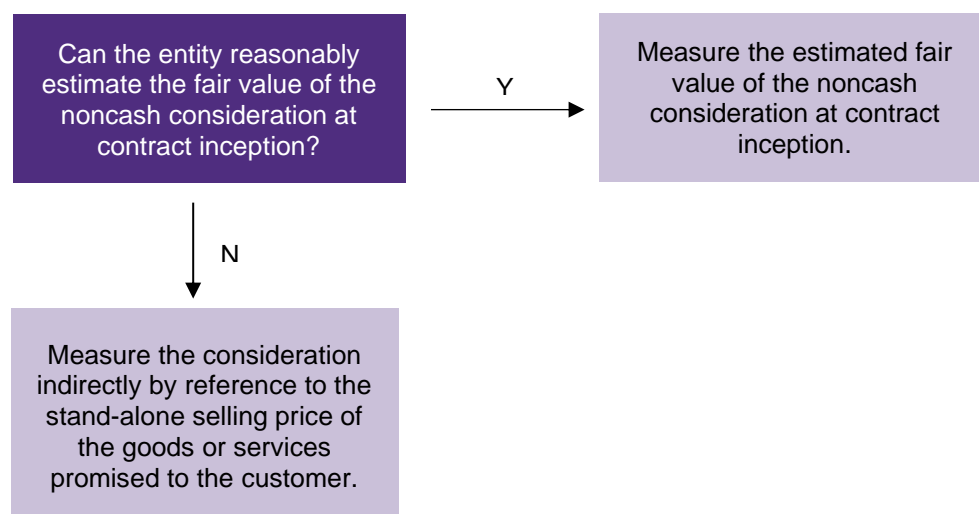 Can the entity reasonably
estimate the fair value of the
noncash consideration at
contract inception?
Y
Measure the estimated fair
value of the noncash
consideration at contract
inception.
N
Measure the consideration
indirectly by reference to the
stand-alone selling price of
the goods or services
promised to the customer.